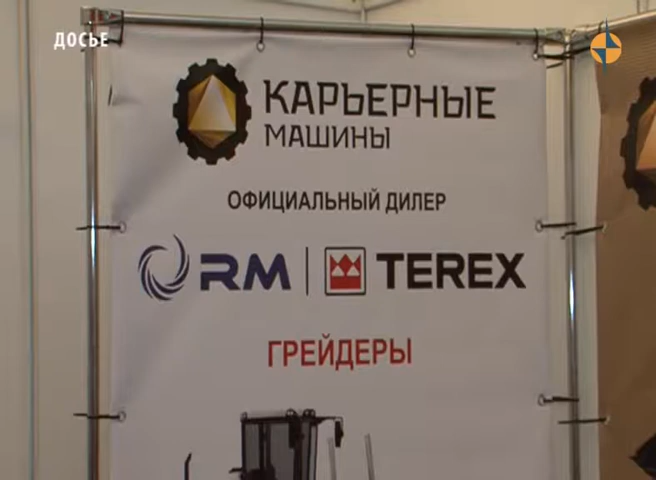 ДОСЬЕ
КАРЬЕРНЫЕ
МАШИНЫ
ОФИЦИАЛЬНЫЙ ДИЛЕР
RM TEREX
ГРЕЙДЕРЫ